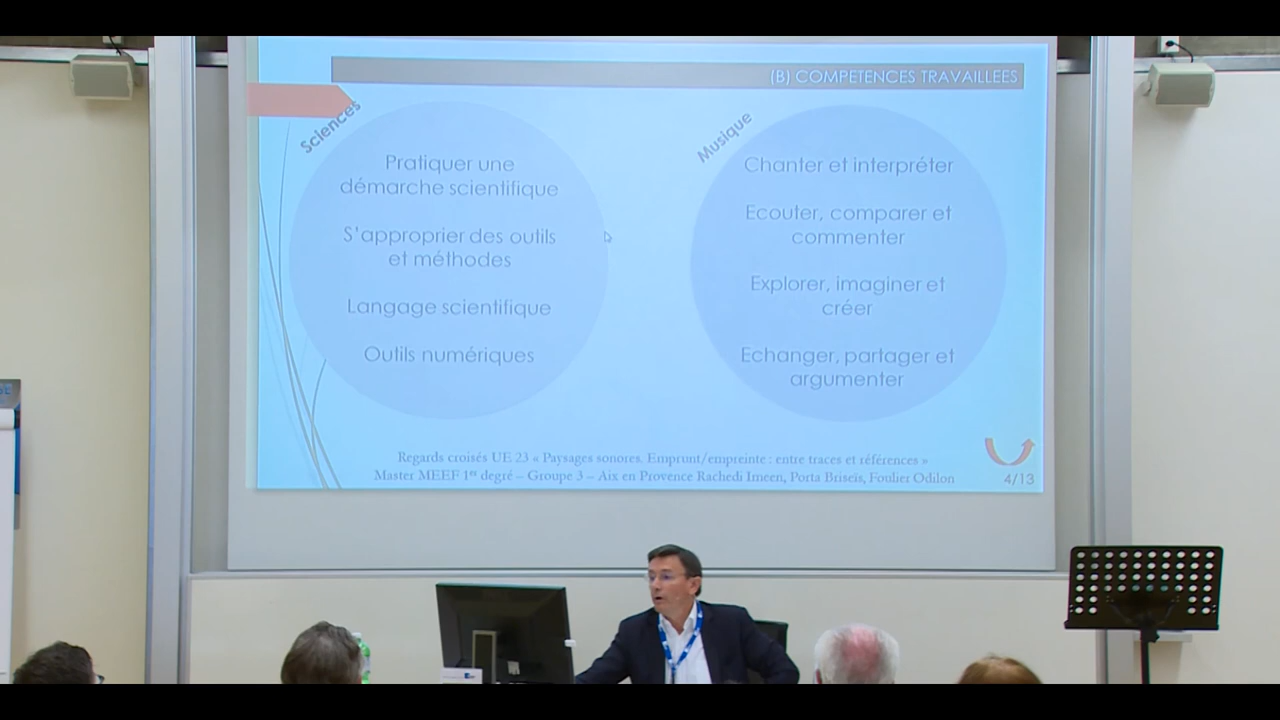 (B) COMPETENCES TRAVAILLEES
Sciences
Pratiquer une
démarche scientifique
S'approprier des outils
et méthodes
Langage scientifique
Outils numériques
Musique
Chanter et interpréter
Ecouter, comparer et
commenter
Explorer, imaginer et
créer
Echanger, partager et
argumenter
Regards croisés UE 23 « Paysages sonores. Emprunt/empreinte : entre traces et références »
Master MEEF 1er degré – Groupe 3 – Aix en Provence Rachedi Imeen, Porta Briseïs, Foulier Odilon
4/13